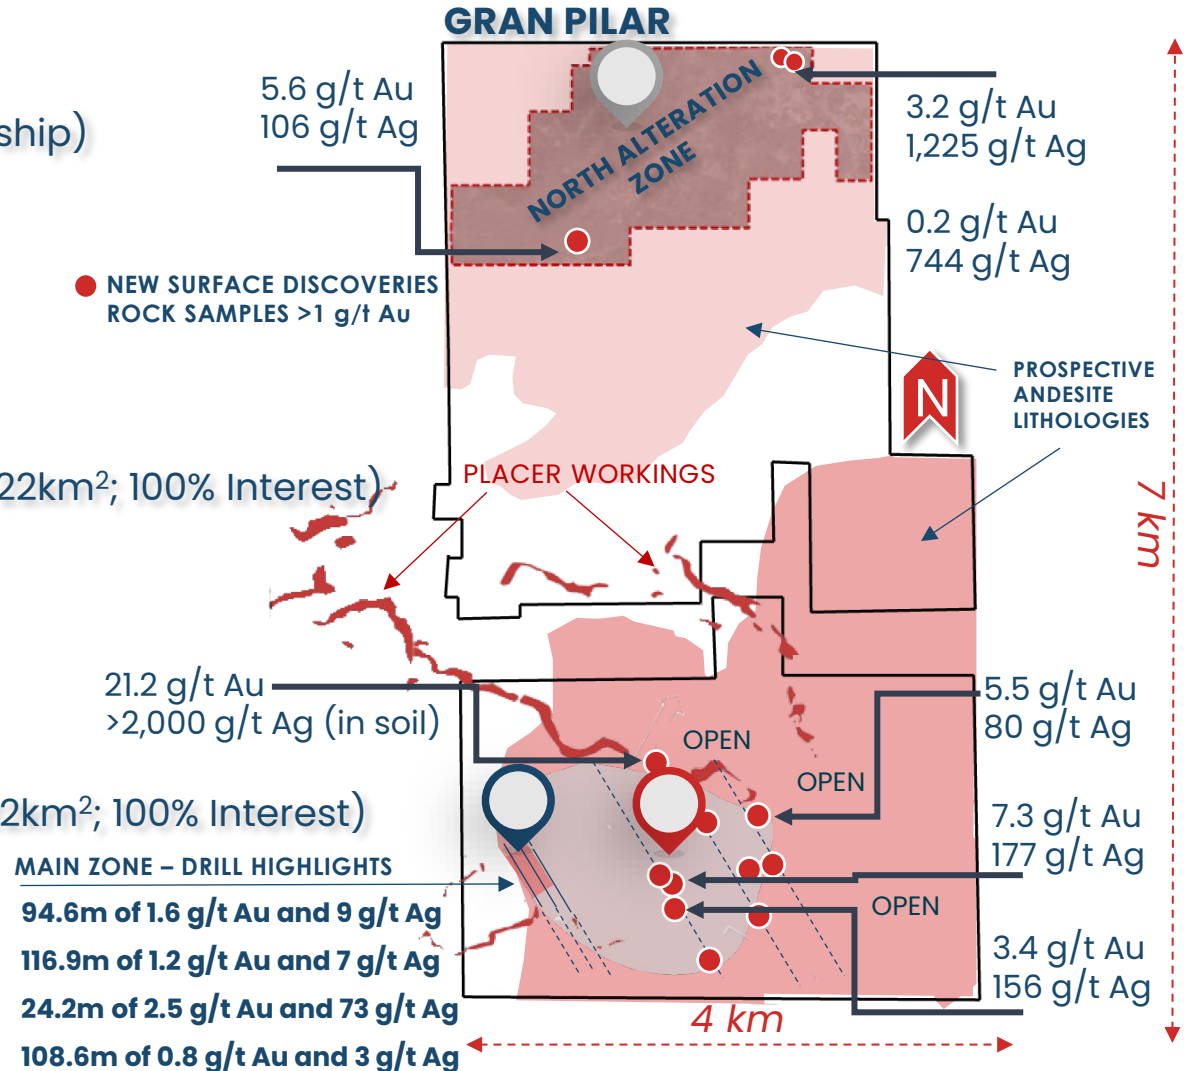 GRAN PILAR
5.6 g/t Au
106 g/t Ag
ship)
3.2 g/t Au
1,225 g/t Ag
NORTH ALTERATION
ZONE
0.2 g/t Au
744 g/t Ag
NEW SURFACE DISCOVERIES
ROCK SAMPLES >1 g/t Au
PROSPECTIVE
ANDESITE
LITHOLOGIES
N
PLACER WORKINGS
22km²; 100% Interest)
7 km
21.2 g/t Au
>2,000 g/t Ag (in soil)
5.5 g/t Au
80 g/t Ag
OPEN
OPEN
2km²; 100% Interest)
7.3 g/t Au
177 g/t Ag
MAIN ZONE – DRILL HIGHLIGHTS
94.6m of 1.6 g/t Au and 9 g/t Ag
OPEN
116.9m of 1.2 g/t Au and 7 g/t Ag
3.4 g/t Au
156 g/t Ag
24.2m of 2.5 g/t Au and 73 g/t Ag
4 km
108.6m of 0.8 g/t Au and 3 g/t Ag